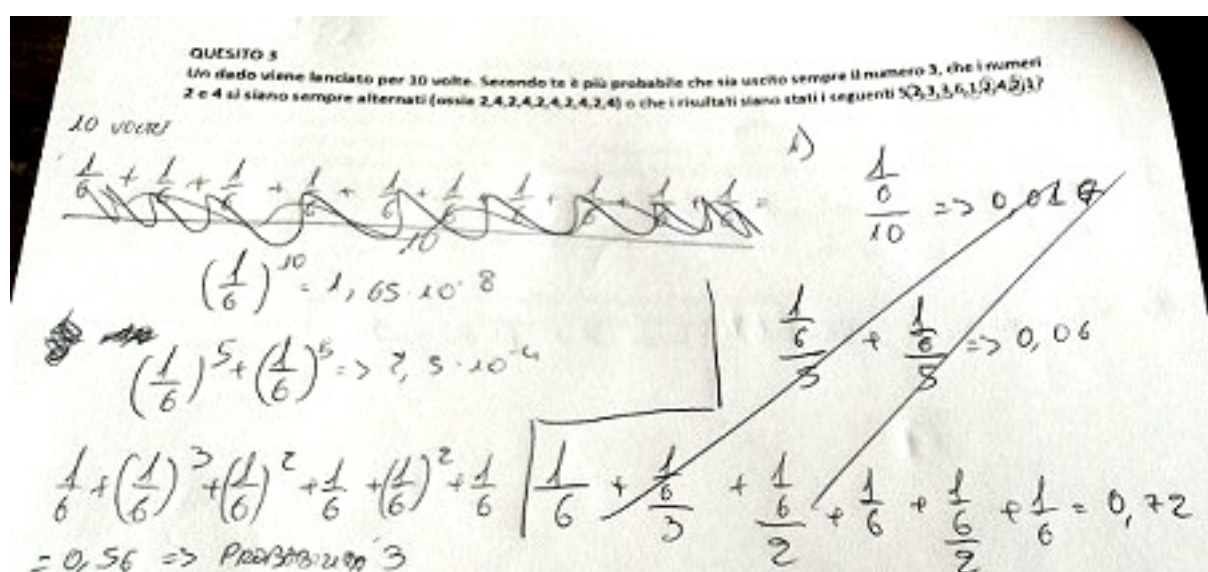 QUESITO 3
Un dado viene lanciato per 10 volte. Secondo te è più probabile che sia uscito sempre il numero 3, che i numeri
2 e 4 si siano sempre alternati (ossia 2,4,2,4,2,4,2,4,2,4) o che i risultati siano stati i seguenti 5,2,3,3,6,1,2,4,2,1?
10 VOLTE
1/6 + 1/6 + 1/6 + 1/6 + 1/6 + 1/6 + 1/6 + 1/6 + 1/6 + 1/6 =
10
(1/6)^10 = 1,65·10^-8
(1/6)^5 + (1/6)^5 => 2,5·10^-4
1/6 + (1/6)^3 + (1/6)^2 + 1/6 + (1/6)^2 + 1/6
= 0,56 => PROBABILITÀ 3
1)
1/6/10 => 0,016
1/6/5 + 1/6/5 => 0,06
1/6 + 1/6/3 + 1/6/2 + 1/6 + 1/6/2 + 1/6 = 0,72